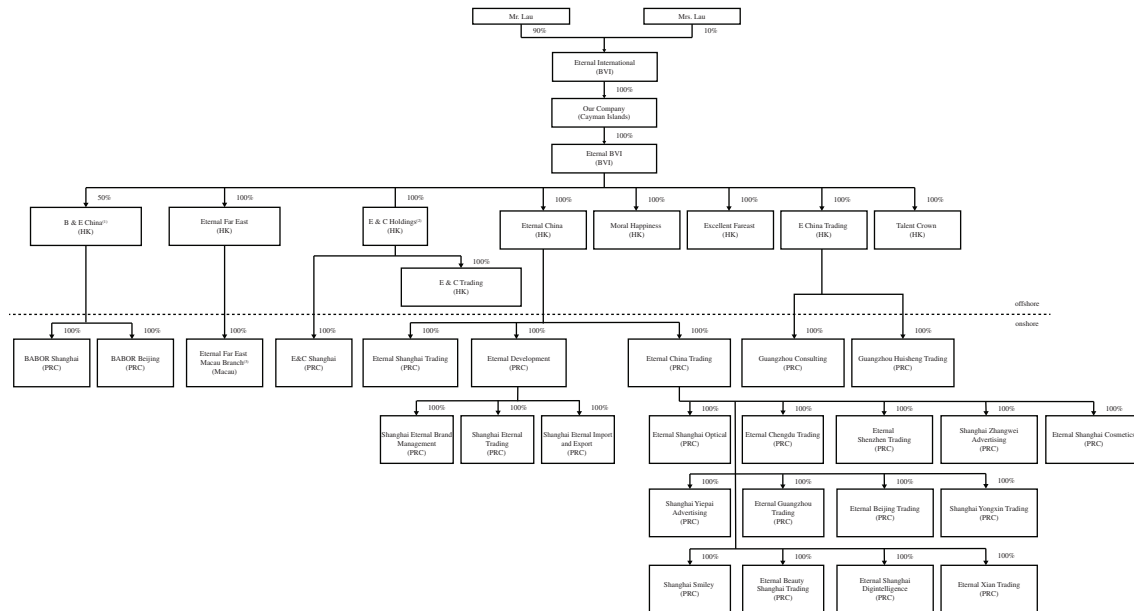 Mr. Lau
Mrs. Lau
90%
10%
Eternal International
(BVI)
100%
Our Company
(Cayman Islands)
100%
Eternal BVI
(BVI)
50%
100%
100%
100%
100%
100%
100%
100%
B & E China(1)
(HK)
Eternal Far East
(HK)
E & C Holdings(2)
(HK)
Eternal China
(HK)
Moral Happiness
(HK)
Excellent Fareast
(HK)
E China Trading
(HK)
Talent Crown
(HK)
100%
E & C Trading
(HK)
offshore
onshore
100%
100%
100%
100%
100%
100%
100%
100%
100%
BABOR Shanghai
(PRC)
BABOR Beijing
(PRC)
Eternal Far East
Macau Branch(3)
(Macau)
E&C Shanghai
(PRC)
Eternal Shanghai Trading
(PRC)
Eternal Development
(PRC)
Eternal China Trading
(PRC)
Guangzhou Consulting
(PRC)
Guangzhou Huisheng Trading
(PRC)
100%
100%
100%
100%
100%
100%
100%
100%
Shanghai Eternal Brand
Management
(PRC)
Shanghai Eternal
Trading
(PRC)
Shanghai Eternal Import
and Export
(PRC)
Eternal Shanghai Optical
(PRC)
Eternal Chengdu Trading
(PRC)
Eternal
Shenzhen Trading
(PRC)
Shanghai Zhangwei
Advertising
(PRC)
Eternal Shanghai Cosmetics
(PRC)
100%
100%
100%
100%
Shanghai Yiepai
Advertising
(PRC)
Eternal Guangzhou
Trading
(PRC)
Eternal Beijing Trading
(PRC)
Shanghai Yongxin Trading
(PRC)
100%
100%
100%
100%
Shanghai Smiley
(PRC)
Eternal Beauty
Shanghai Trading
(PRC)
Eternal Shanghai
Digintelligence
(PRC)
Eternal Xian Trading
(PRC)